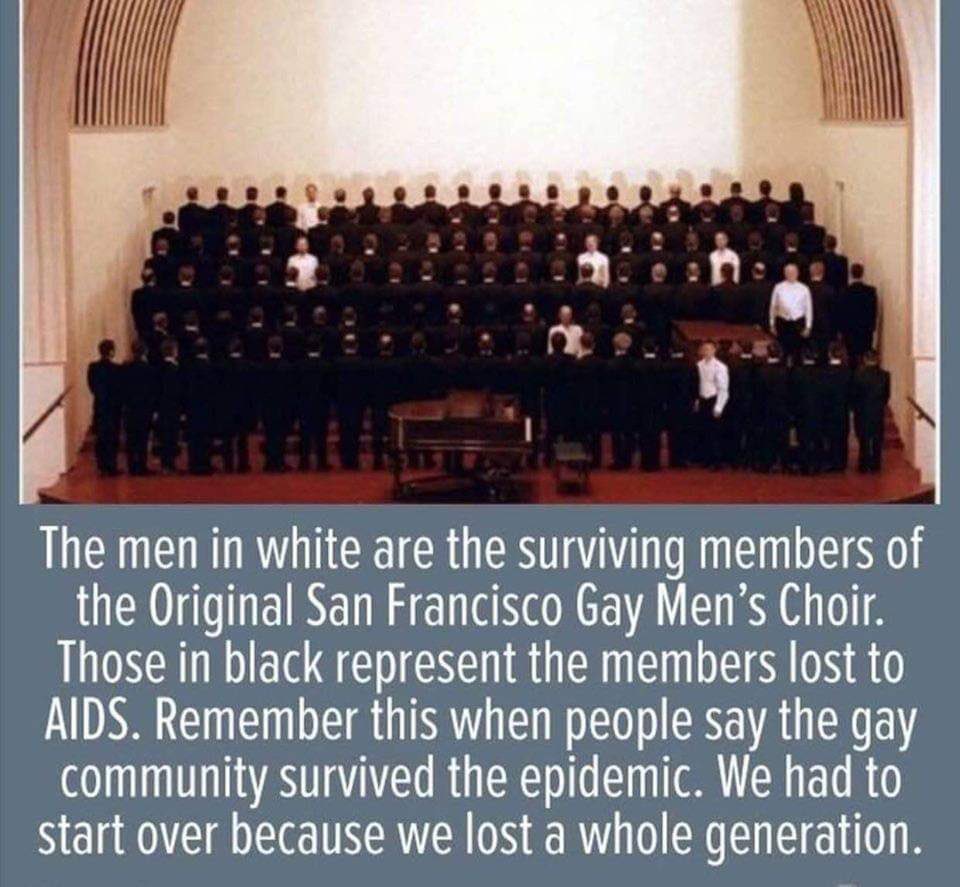 The men in white are the surviving members of
the Original San Francisco Gay Men's Choir.
Those in black represent the members lost to
AIDS. Remember this when people say the gay
community survived the epidemic. We had to
start over because we lost a whole generation.